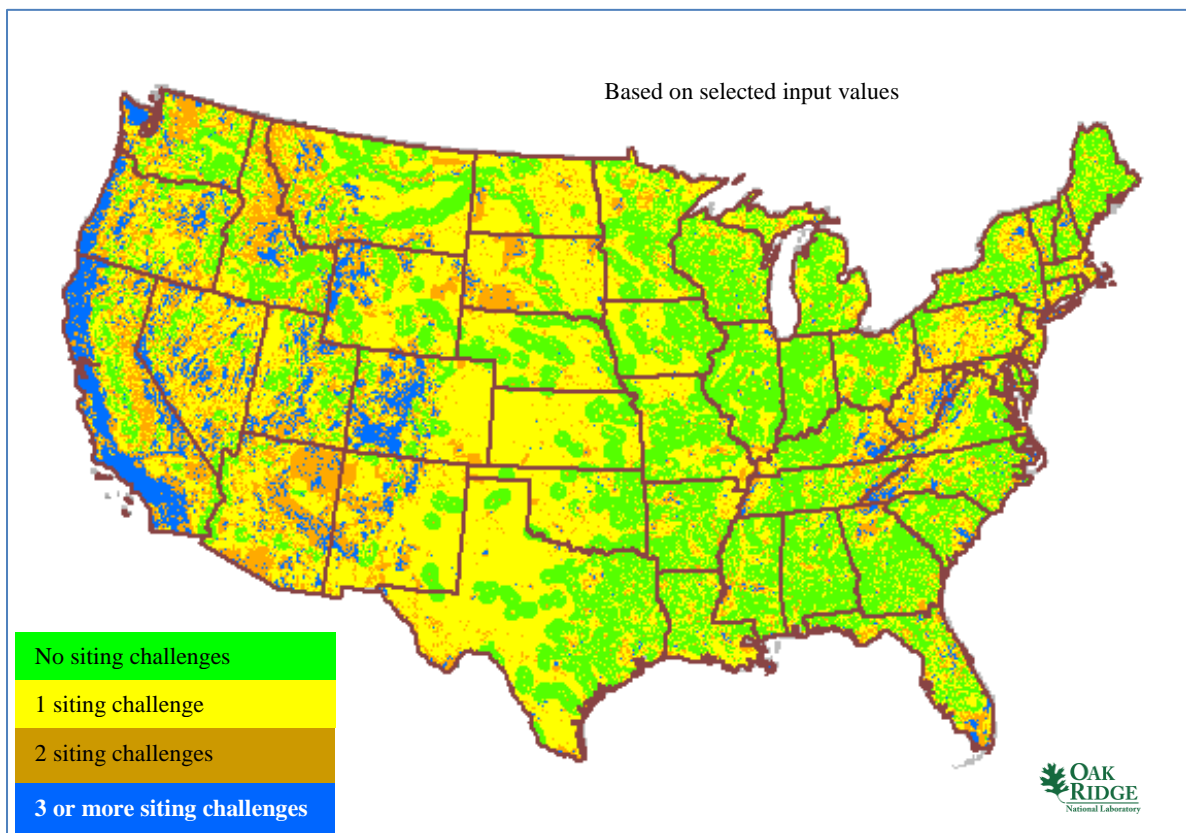 Based on selected input values
No siting challenges
1 siting challenge
2 siting challenges
3 or more siting challenges
OAK
RIDGE
National Laboratory